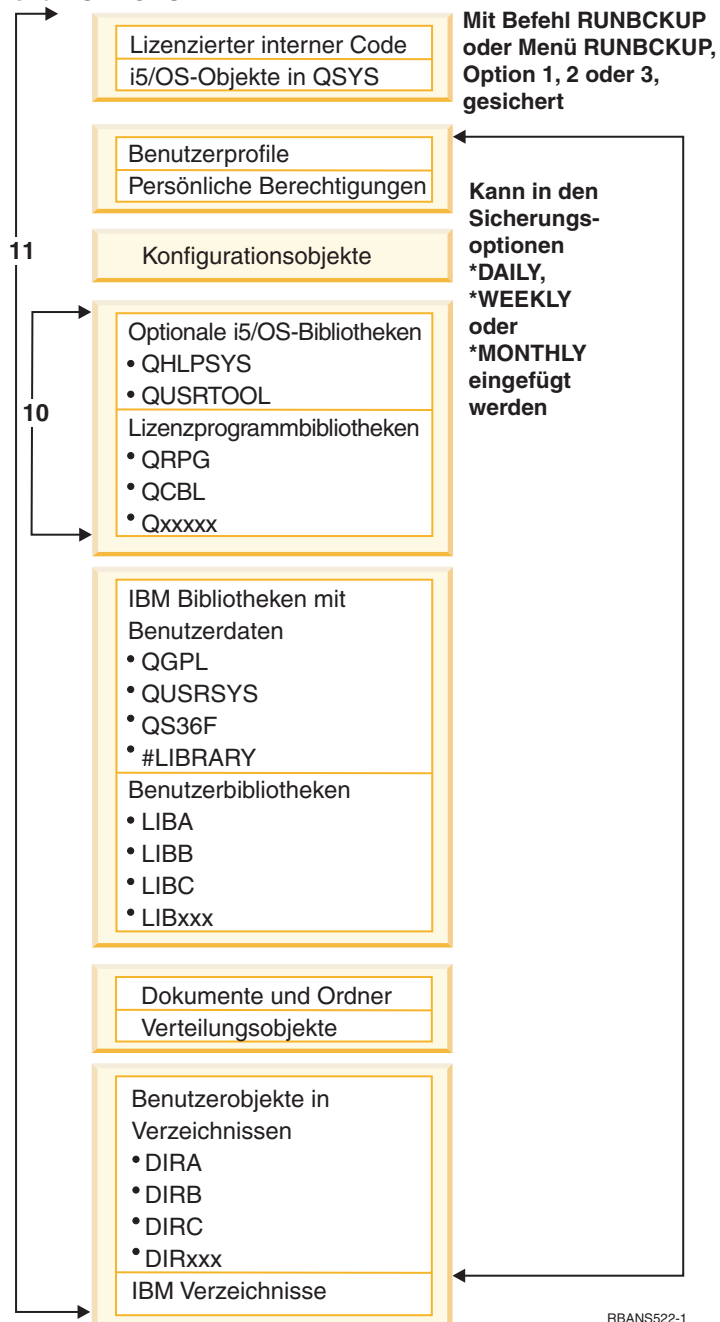 Lizenzierter interner Code
i5/OS-Objekte in QSYS
Mit Befehl RUNBCKUP
oder Menü RUNBCKUP,
Option 1, 2 oder 3,
gesichert
Benutzerprofile
Persönliche Berechtigungen
Kann in den
Sicherungs-
optionen
*DAILY,
*WEEKLY
oder
*MONTHLY
eingefügt
werden
11
Konfigurationsobjekte
10
Optionale i5/OS-Bibliotheken
• QHLPSYS
• QUSRTOOL
Lizenzprogrammbibliotheken
• QRPG
• QCBL
• Qxxxxx
IBM Bibliotheken mit
Benutzerdaten
• QGPL
• QUSRSYS
• QS36F
• #LIBRARY
Benutzerbibliotheken
• LIBA
• LIBB
• LIBC
• LIBxxx
Dokumente und Ordner
Verteilungsobjekte
Benutzerobjekte in
Verzeichnissen
• DIRA
• DIRB
• DIRC
• DIRxxx
IBM Verzeichnisse
RBANS522-1